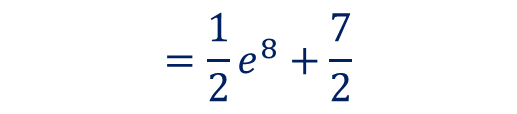 = 1/2 e^8 + 7/2